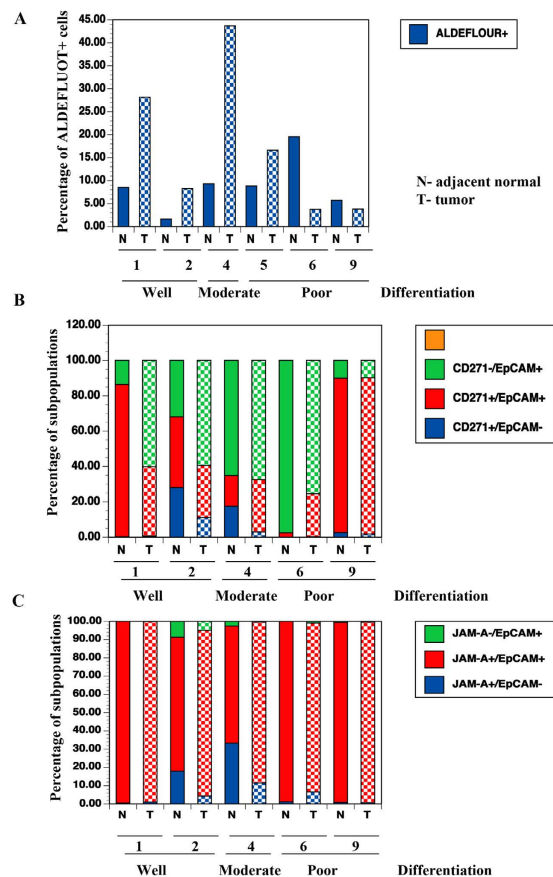 A
Percentage of ALDEFLUOT+ cells
45.00
40.00
35.00
30.00
25.00
20.00
15.00
10.00
5.00
0.00
N T N T N T N T N T N T
1 2 4 5 6 9
Well Moderate Poor Differentiation
ALDEFLOUR+
N- adjacent normal
T- tumor
B
Percentage of subpopulations
120.00
100.00
80.00
60.00
40.00
20.00
0.00
N T N T N T N T N T
1 2 4 6 9
Well Moderate Poor Differentiation
CD271-/EpCAM+
CD271+/EpCAM+
CD271+/EpCAM-
C
Percentage of subpopulations
100.00
90.00
80.00
70.00
60.00
50.00
40.00
30.00
20.00
10.00
0.00
N T N T N T N T N T
1 2 4 6 9
Well Moderate Poor Differentiation
JAM-A-/EpCAM+
JAM-A+/EpCAM+
JAM-A+/EpCAM-